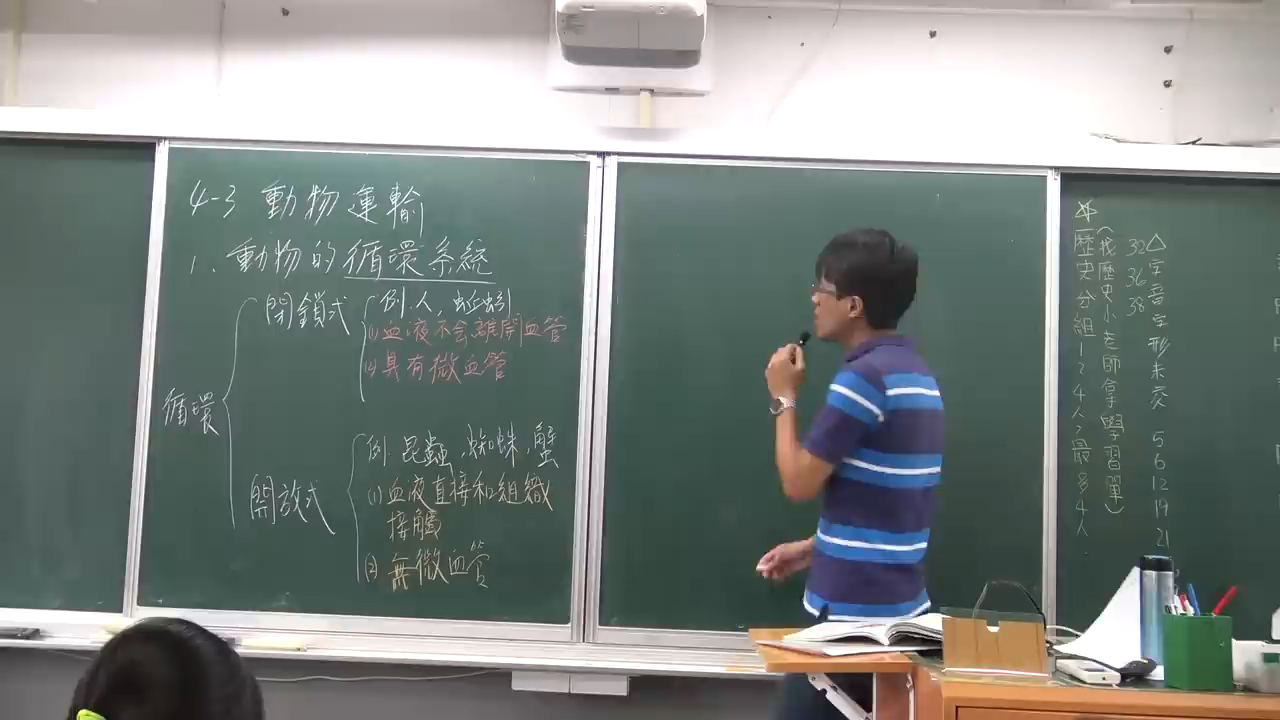 4-3 動物運輸
1. 動物的循環系統
循環
閉鎖式
例.人,蚯蚓
(1)血液不会離開血管
(2)具有微血管
開放式
例.昆蟲,蜘蛛,蟹
(1)血液直接和組織
接觸
(2)無微血管
△字音字形未交 5 6 12 19 21
32 36 38
(找歷史小老師拿學習單)
歷史分組12 4人,最多4人